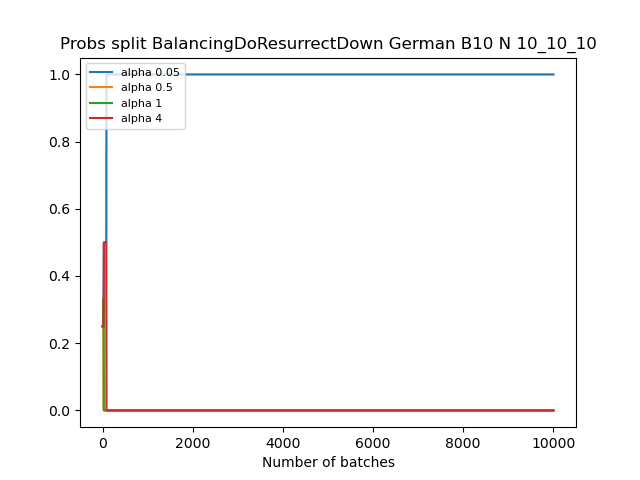 Probs split BalancingDoResurrectDown German B10 N 10_10_10
alpha 0.05
alpha 0.5
alpha 1
alpha 4
1.0
0.8
0.6
0.4
0.2
0.0
0 2000 4000 6000 8000 10000
Number of batches